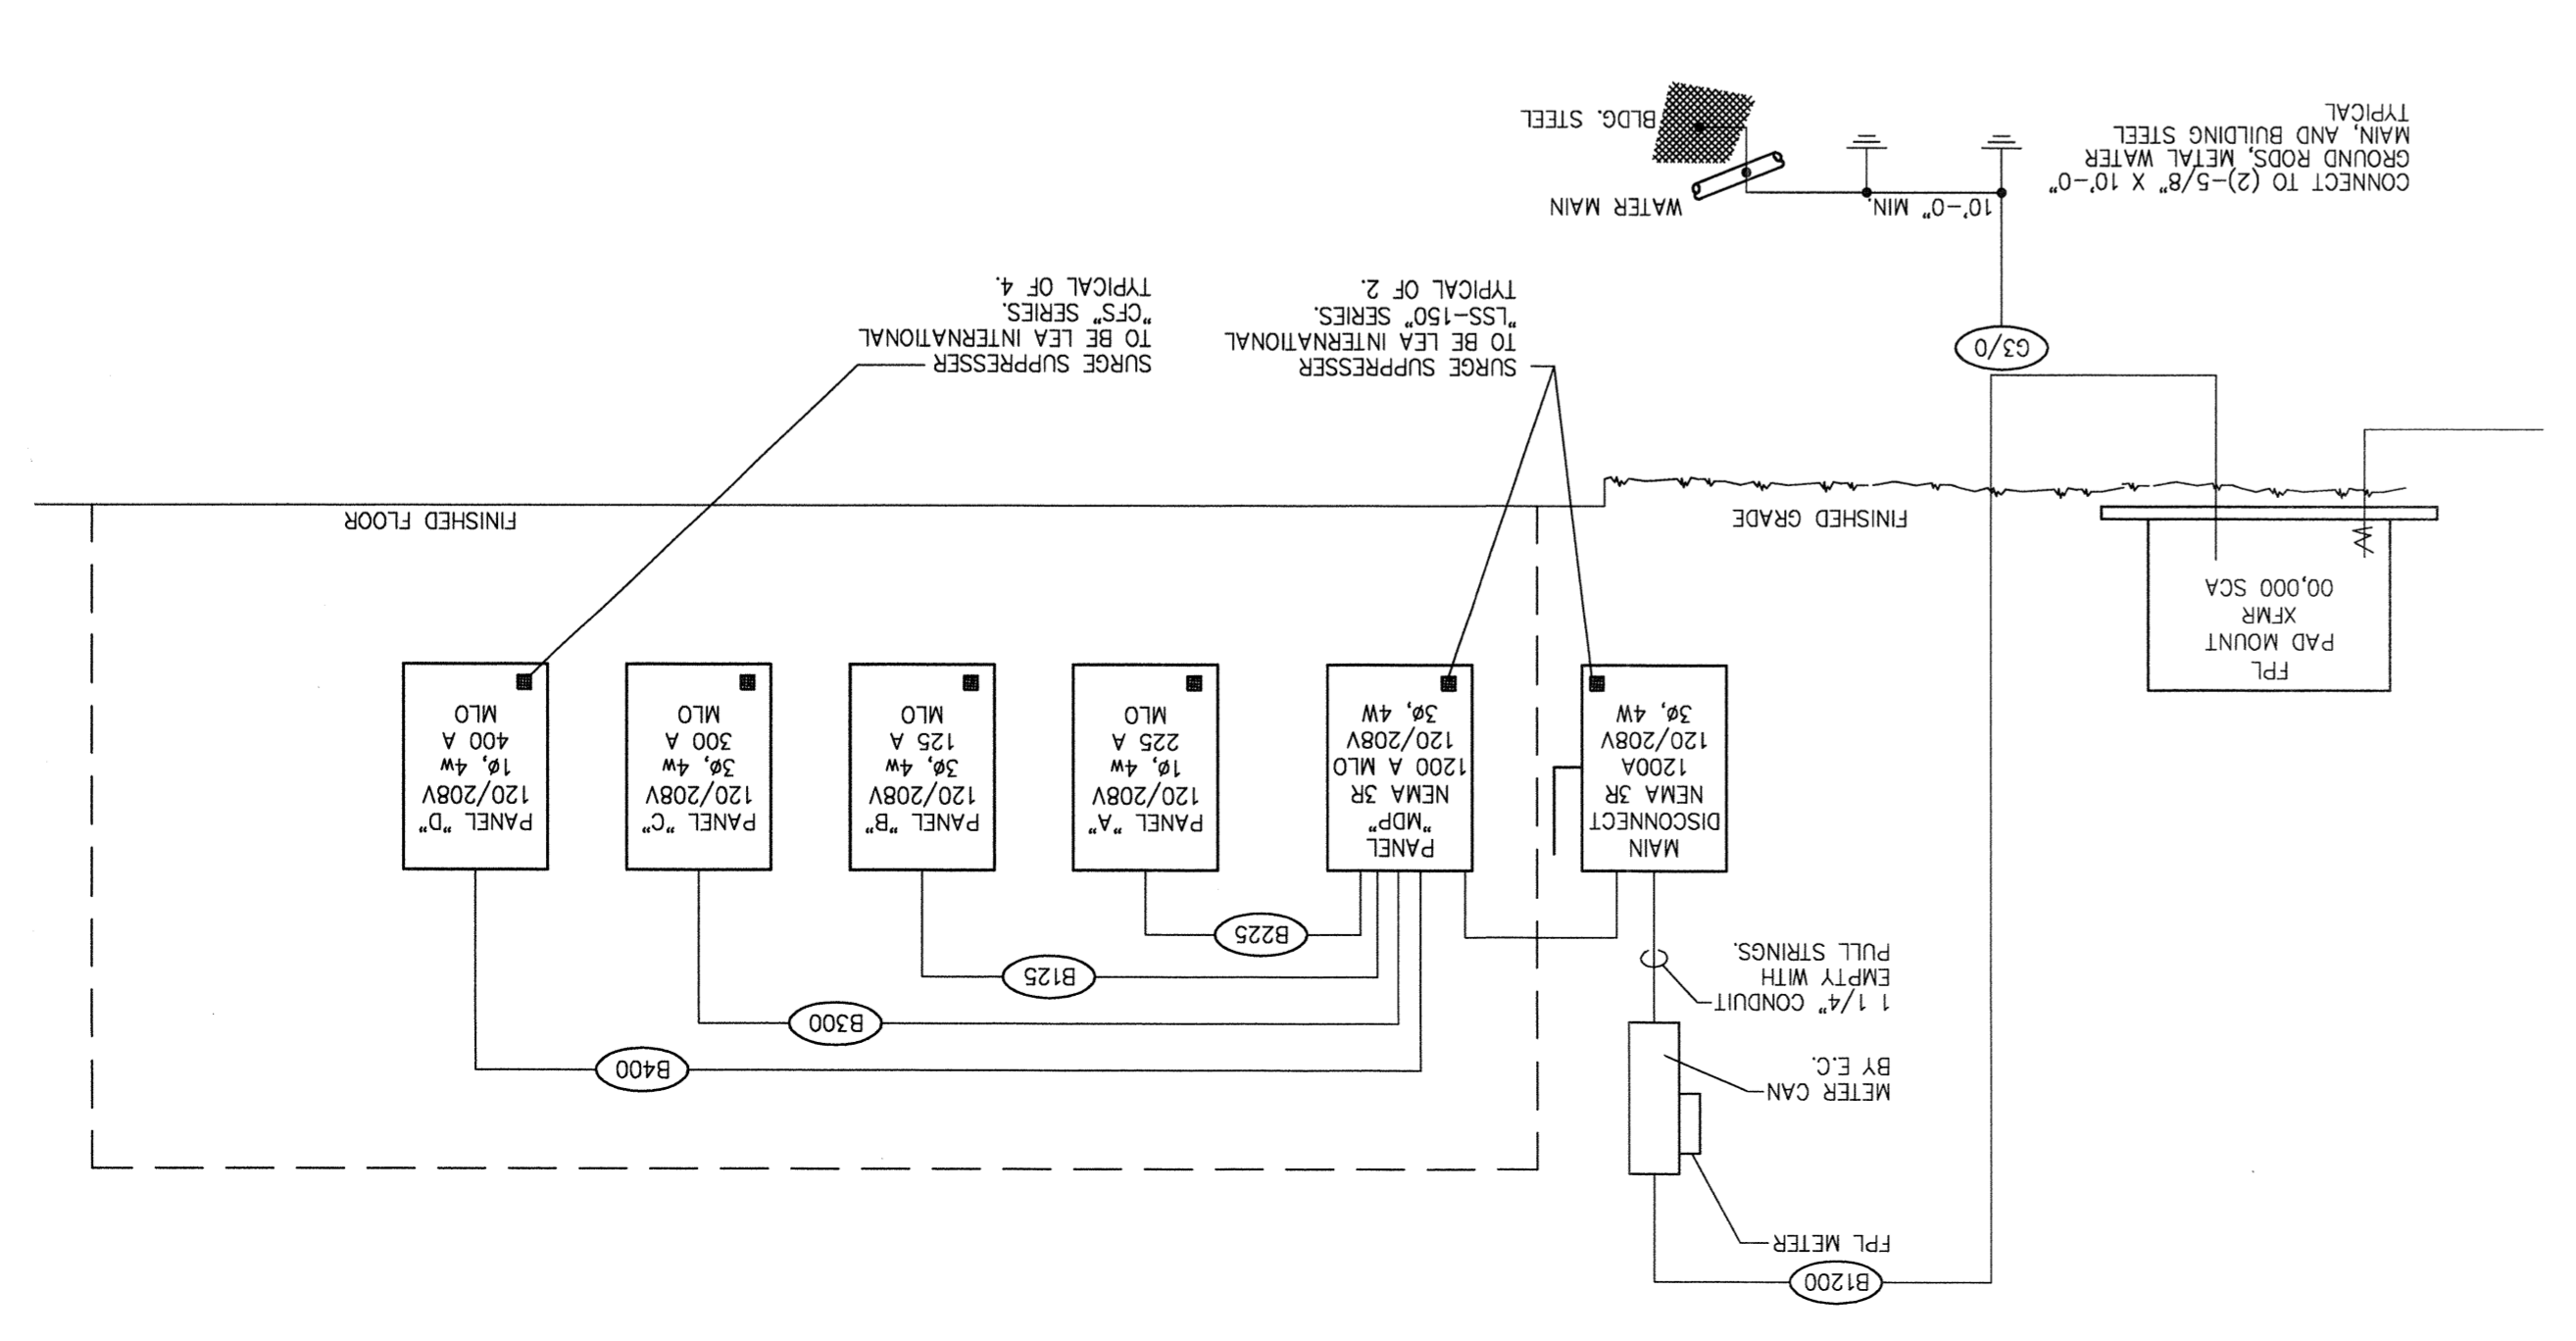 B1200
FPL METER
METER CAN
BY E.C.
1 1/4" CONDUIT
EMPTY WITH
PULL STRINGS.
B400
B300
B125
B225
FPL
PAD MOUNT
XFMR
00,000 SCA
MAIN
DISCONNECT
NEMA 3R
1200A
120/208V
3ø, 4W
PANEL
"MDP"
NEMA 3R
1200 A MLO
120/208V
3ø, 4W
PANEL "A"
120/208V
1ø, 4w
225 A
MLO
PANEL "B"
120/208V
3ø, 4w
125 A
MLO
PANEL "C"
120/208V
3ø, 4w
300 A
MLO
PANEL "D"
120/208V
1ø, 4w
400 A
MLO
FINISHED GRADE
FINISHED FLOOR
G3/0
SURGE SUPPRESSER
TO BE LEA INTERNATIONAL
"LSS-150" SERIES.
TYPICAL OF 2.
SURGE SUPPRESSER
TO BE LEA INTERNATIONAL
"CFS" SERIES.
TYPICAL OF 4.
CONNECT TO (2)-5/8" X 10'-0"
GROUND RODS, METAL WATER
MAIN, AND BUILDING STEEL
TYPICAL
10'-0" MIN.
WATER MAIN
BLDG. STEEL